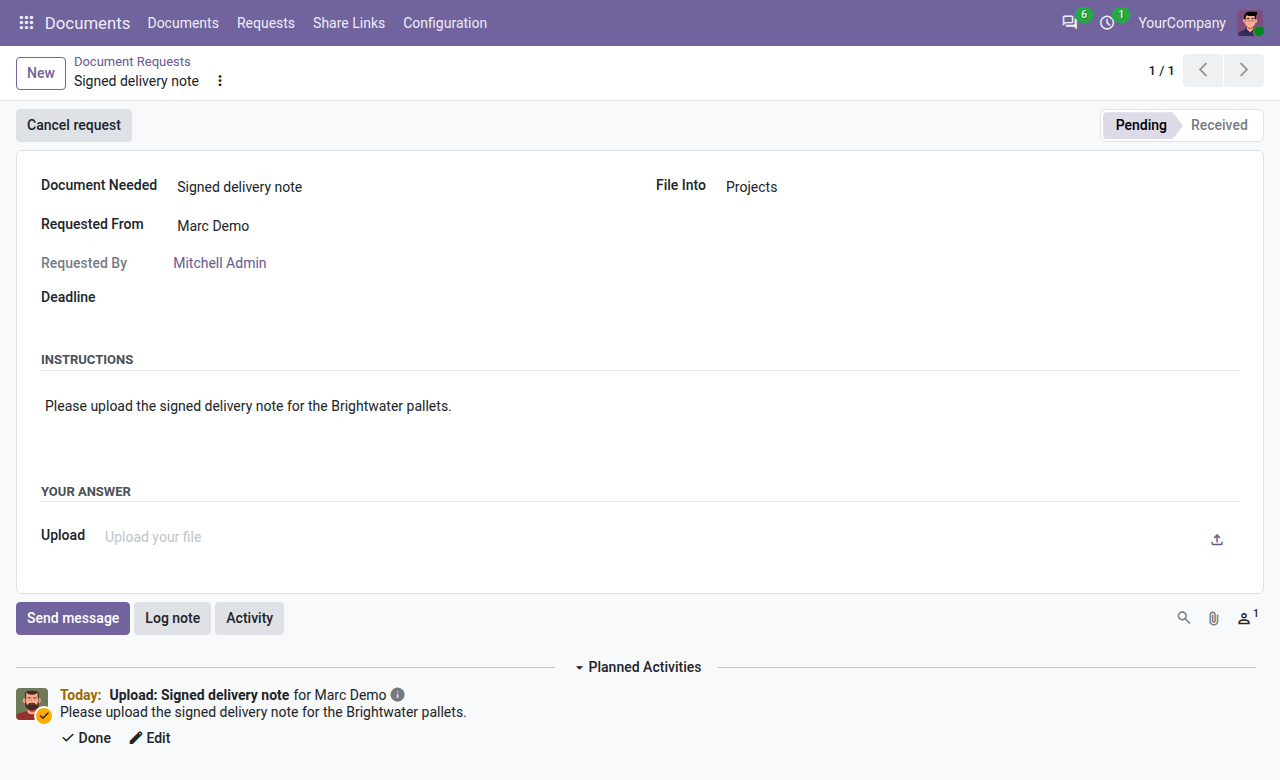 Documents Documents Requests Share Links Configuration 6 1 YourCompany
New Document Requests
Signed delivery note
1 / 1
Cancel request Pending Received
Document Needed Signed delivery note File Into Projects
Requested From Marc Demo
Requested By Mitchell Admin
Deadline
INSTRUCTIONS
Please upload the signed delivery note for the Brightwater pallets.
YOUR ANSWER
Upload Upload your file
Send message Log note Activity 1
Planned Activities
Today: Upload: Signed delivery note for Marc Demo
Please upload the signed delivery note for the Brightwater pallets.
Done Edit